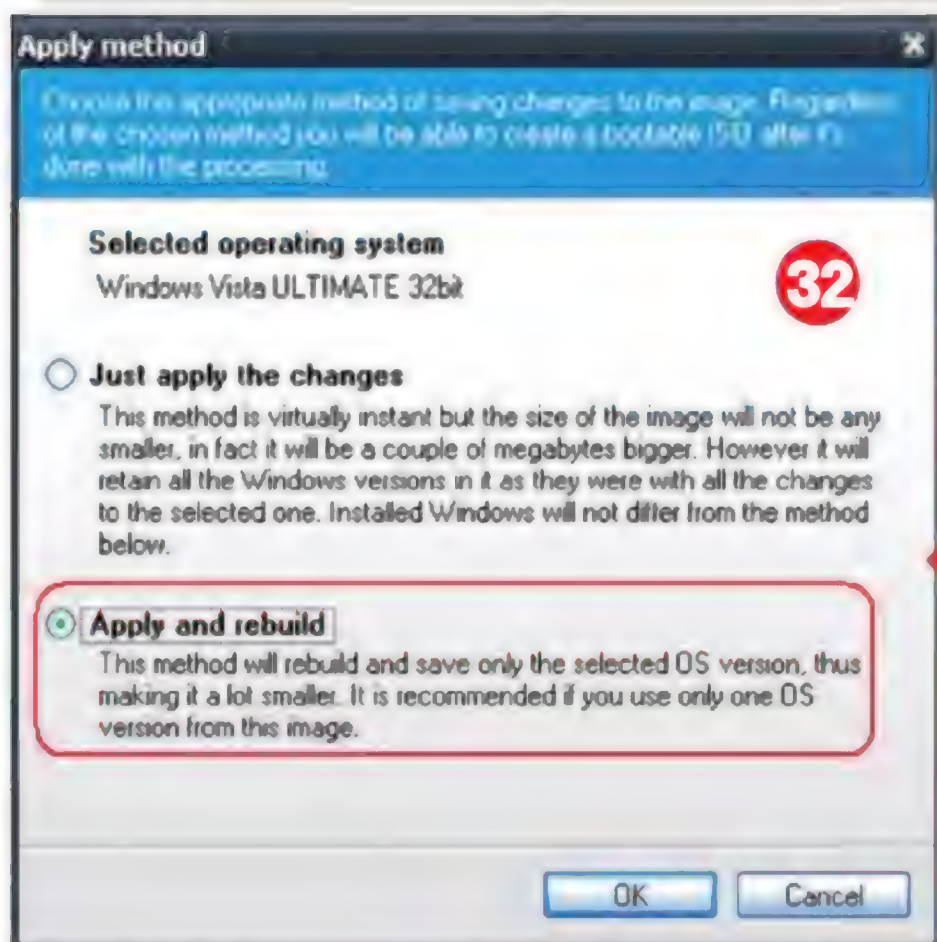 Apply method
Choose the appropriate method of saving changes to the image. Regardless
of the chosen method you will be able to create a bootable ISO after it's
done with the processing.
Selected operating system
Windows Vista ULTIMATE 32bit
32
Just apply the changes
This method is virtually instant but the size of the image will not be any
smaller, in fact it will be a couple of megabytes bigger. However it will
retain all the Windows versions in it as they were with all the changes
to the selected one. Installed Windows will not differ from the method
below.
Apply and rebuild
This method will rebuild and save only the selected OS version, thus
making it a lot smaller. It is recommended if you use only one OS
version from this image.
OK
Cancel